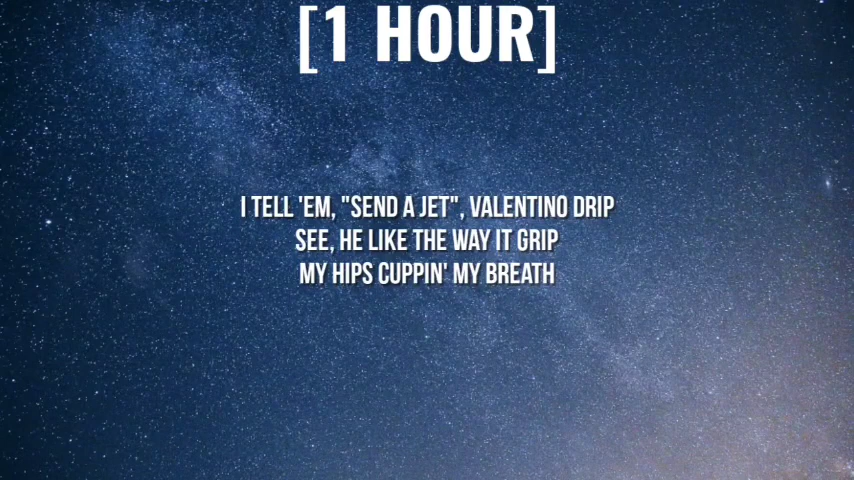 [1 HOUR]
I TELL 'EM, "SEND A JET", VALENTINO DRIP
SEE, HE LIKE THE WAY IT GRIP
MY HIPS CUPPIN' MY BREATH